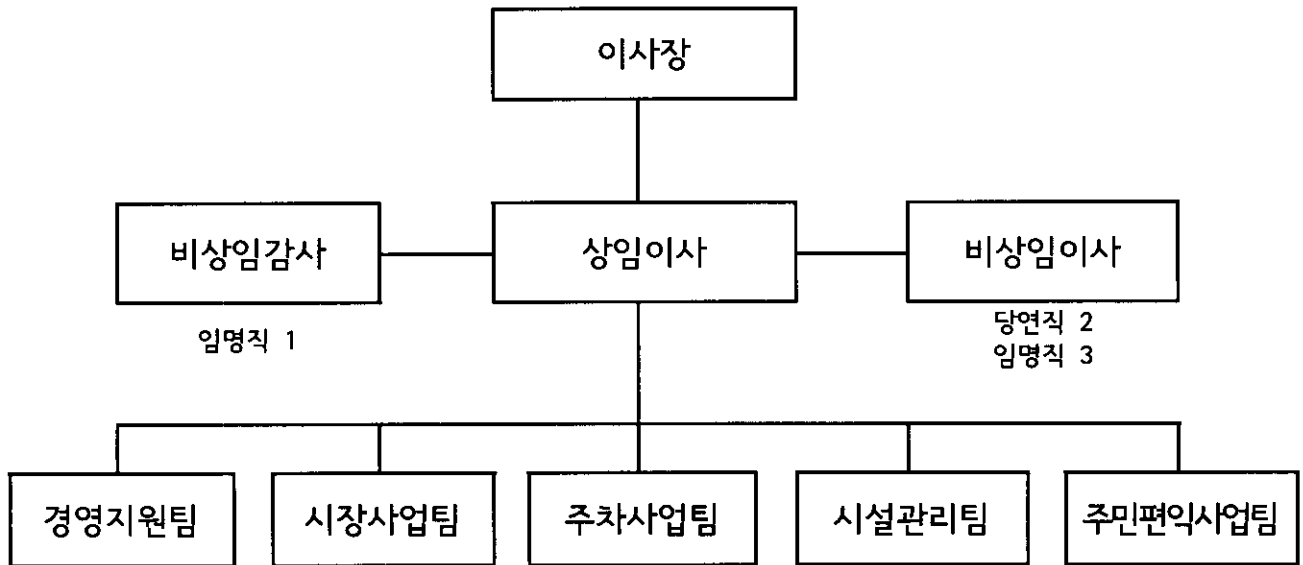 이사장
비상임감사
상임이사
비상임이사
임명직 1
당연직 2
임명직 3
경영지원팀
시장사업팀
주차사업팀
시설관리팀
주민편익사업팀